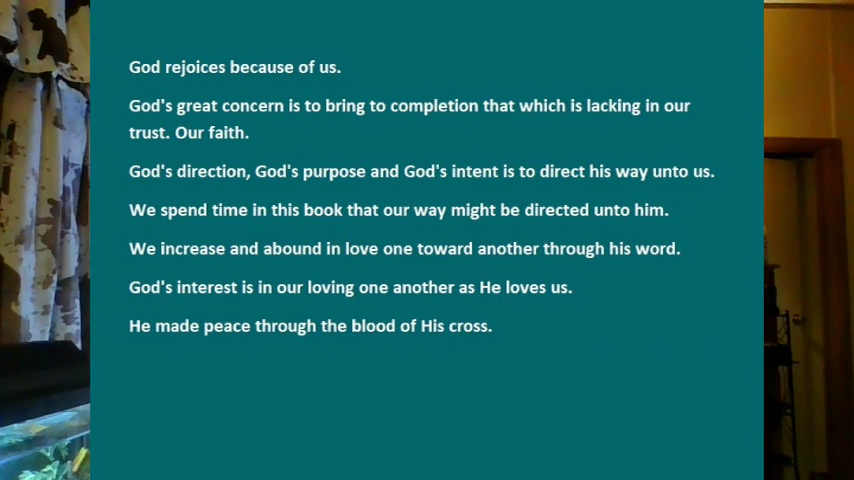 God rejoices because of us.
God's great concern is to bring to completion that which is lacking in our
trust. Our faith.
God's direction, God's purpose and God's intent is to direct his way unto us.
We spend time in this book that our way might be directed unto him.
We increase and abound in love one toward another through his word.
God's interest is in our loving one another as He loves us.
He made peace through the blood of His cross.